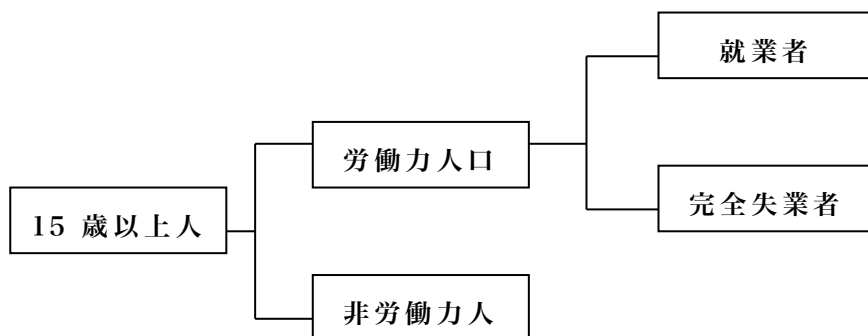 15 歳以上人
労働力人口
就業者
完全失業者
非労働力人